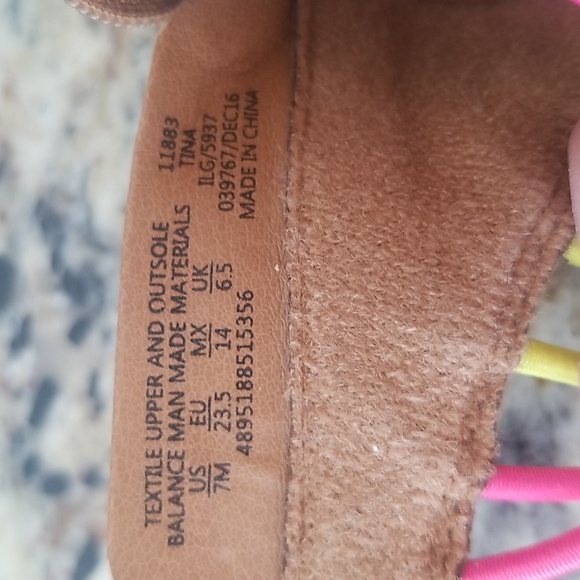 TEXTILE UPPER AND OUTSOLE
BALANCE MAN MADE MATERIALS
US EU MX UK
7M 23.5 14 6.5
4895188515356
11883
TINA
ILG/5937
039767/DEC16
MADE IN CHINA